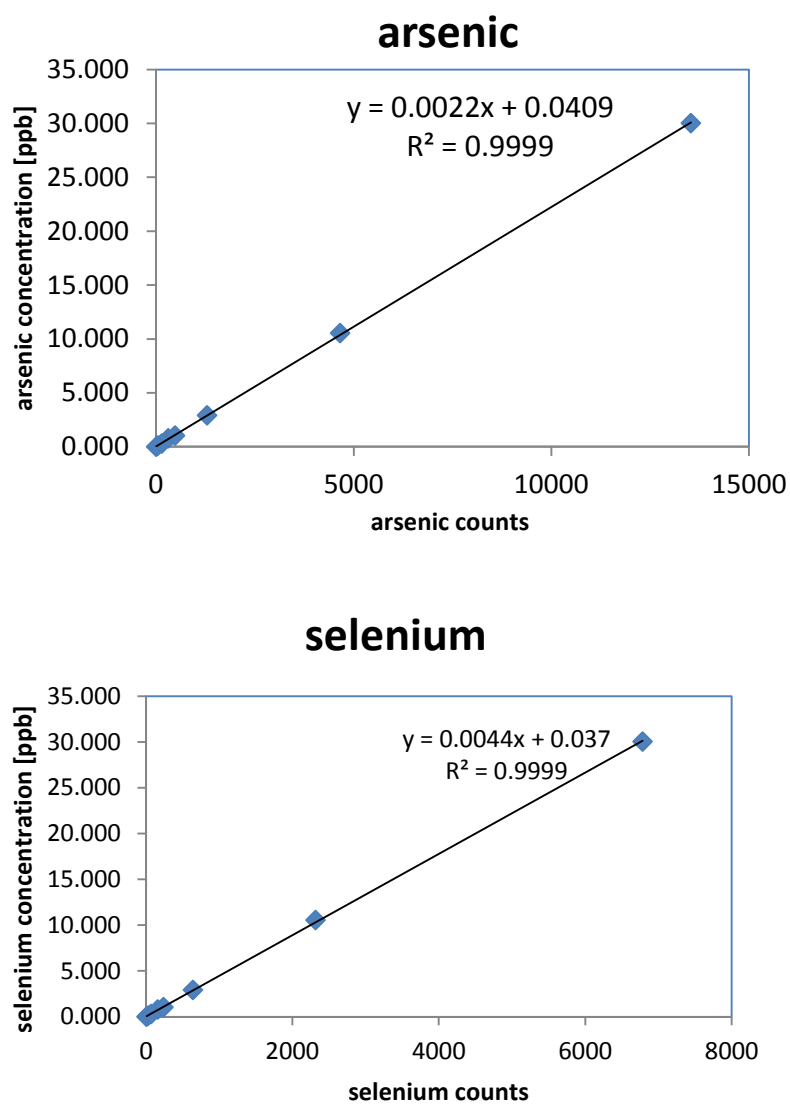 arsenic
35.000
30.000
25.000
20.000
15.000
10.000
5.000
0.000
y = 0.0022x + 0.0409
R² = 0.9999
arsenic concentration [ppb]
0 5000 10000 15000
arsenic counts
selenium
35.000
30.000
25.000
20.000
15.000
10.000
5.000
0.000
y = 0.0044x + 0.037
R² = 0.9999
selenium concentration [ppb]
0 2000 4000 6000 8000
selenium counts